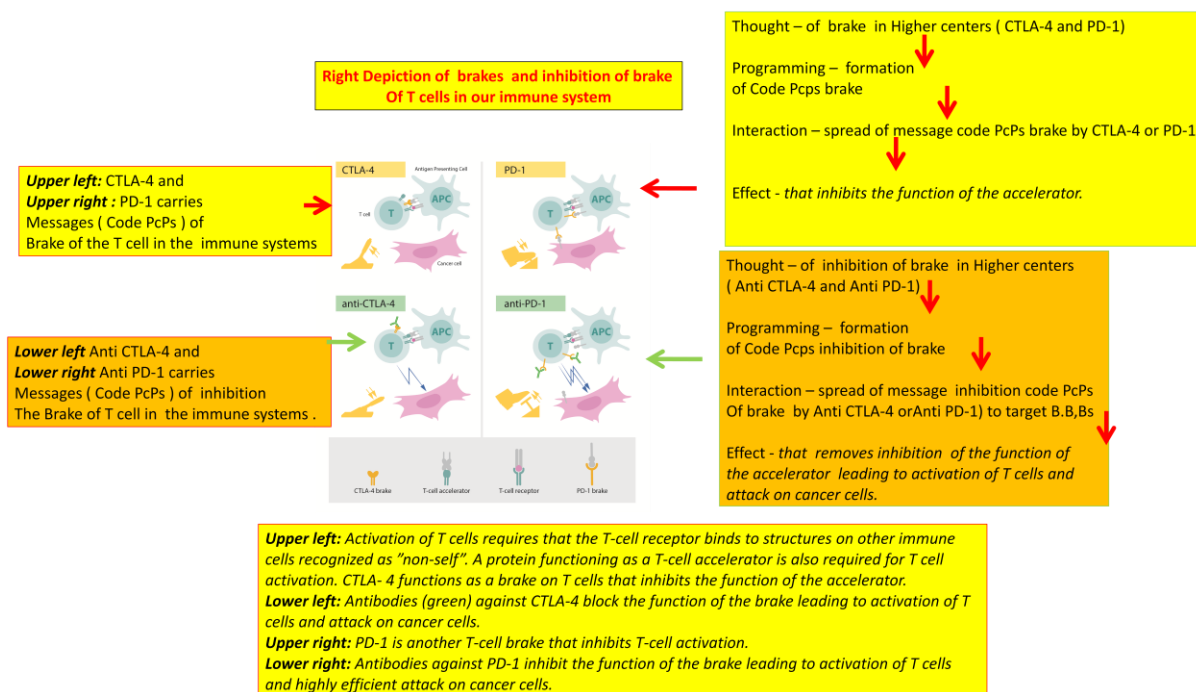 Right Depiction of brakes and inhibition of brake
Of T cells in our immune system
Thought – of brake in Higher centers ( CTLA-4 and PD-1)
Programming – formation
of Code Pcps brake
Interaction – spread of message code PcPs brake by CTLA-4 or PD-1
Effect - that inhibits the function of the accelerator.
Upper left: CTLA-4 and
Upper right : PD-1 carries
Messages ( Code PcPs ) of
Brake of the T cell in the immune systems
CTLA-4
Antigen Presenting Cell
APC
T
T cell
Cancer cell
PD-1
APC
T
Thought – of inhibition of brake in Higher centers
( Anti CTLA-4 and Anti PD-1)
Programming – formation
of Code Pcps inhibition of brake
Interaction – spread of message inhibition code PcPs
Of brake by Anti CTLA-4 orAnti PD-1) to target B.B,Bs
Effect - that removes inhibition of the function of
the accelerator leading to activation of T cells and
attack on cancer cells.
Lower left Anti CTLA-4 and
Lower right Anti PD-1 carries
Messages ( Code PcPs ) of inhibition
The Brake of T cell in the immune systems .
anti-CTLA-4
APC
T
anti-PD-1
APC
T
CTLA-4 brake
T-cell accelerator
T-cell receptor
PD-1 brake
Upper left: Activation of T cells requires that the T-cell receptor binds to structures on other immune
cells recognized as ”non-self”. A protein functioning as a T-cell accelerator is also required for T cell
activation. CTLA- 4 functions as a brake on T cells that inhibits the function of the accelerator.
Lower left: Antibodies (green) against CTLA-4 block the function of the brake leading to activation of T
cells and attack on cancer cells.
Upper right: PD-1 is another T-cell brake that inhibits T-cell activation.
Lower right: Antibodies against PD-1 inhibit the function of the brake leading to activation of T cells
and highly efficient attack on cancer cells.